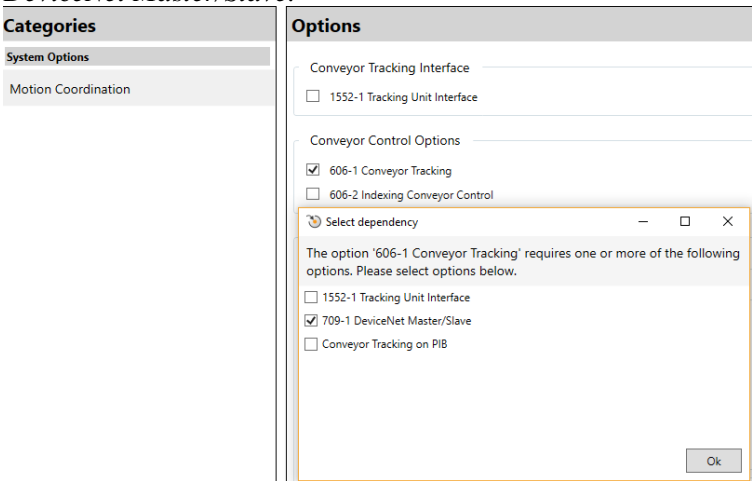 DeviceNet Master/Slave.
Categories
System Options
Motion Coordination
Options
Conveyor Tracking Interface
1552-1 Tracking Unit Interface
Conveyor Control Options
606-1 Conveyor Tracking
606-2 Indexing Conveyor Control
Select dependency
The option '606-1 Conveyor Tracking' requires one or more of the following
options. Please select options below.
1552-1 Tracking Unit Interface
709-1 DeviceNet Master/Slave
Conveyor Tracking on PIB
Ok